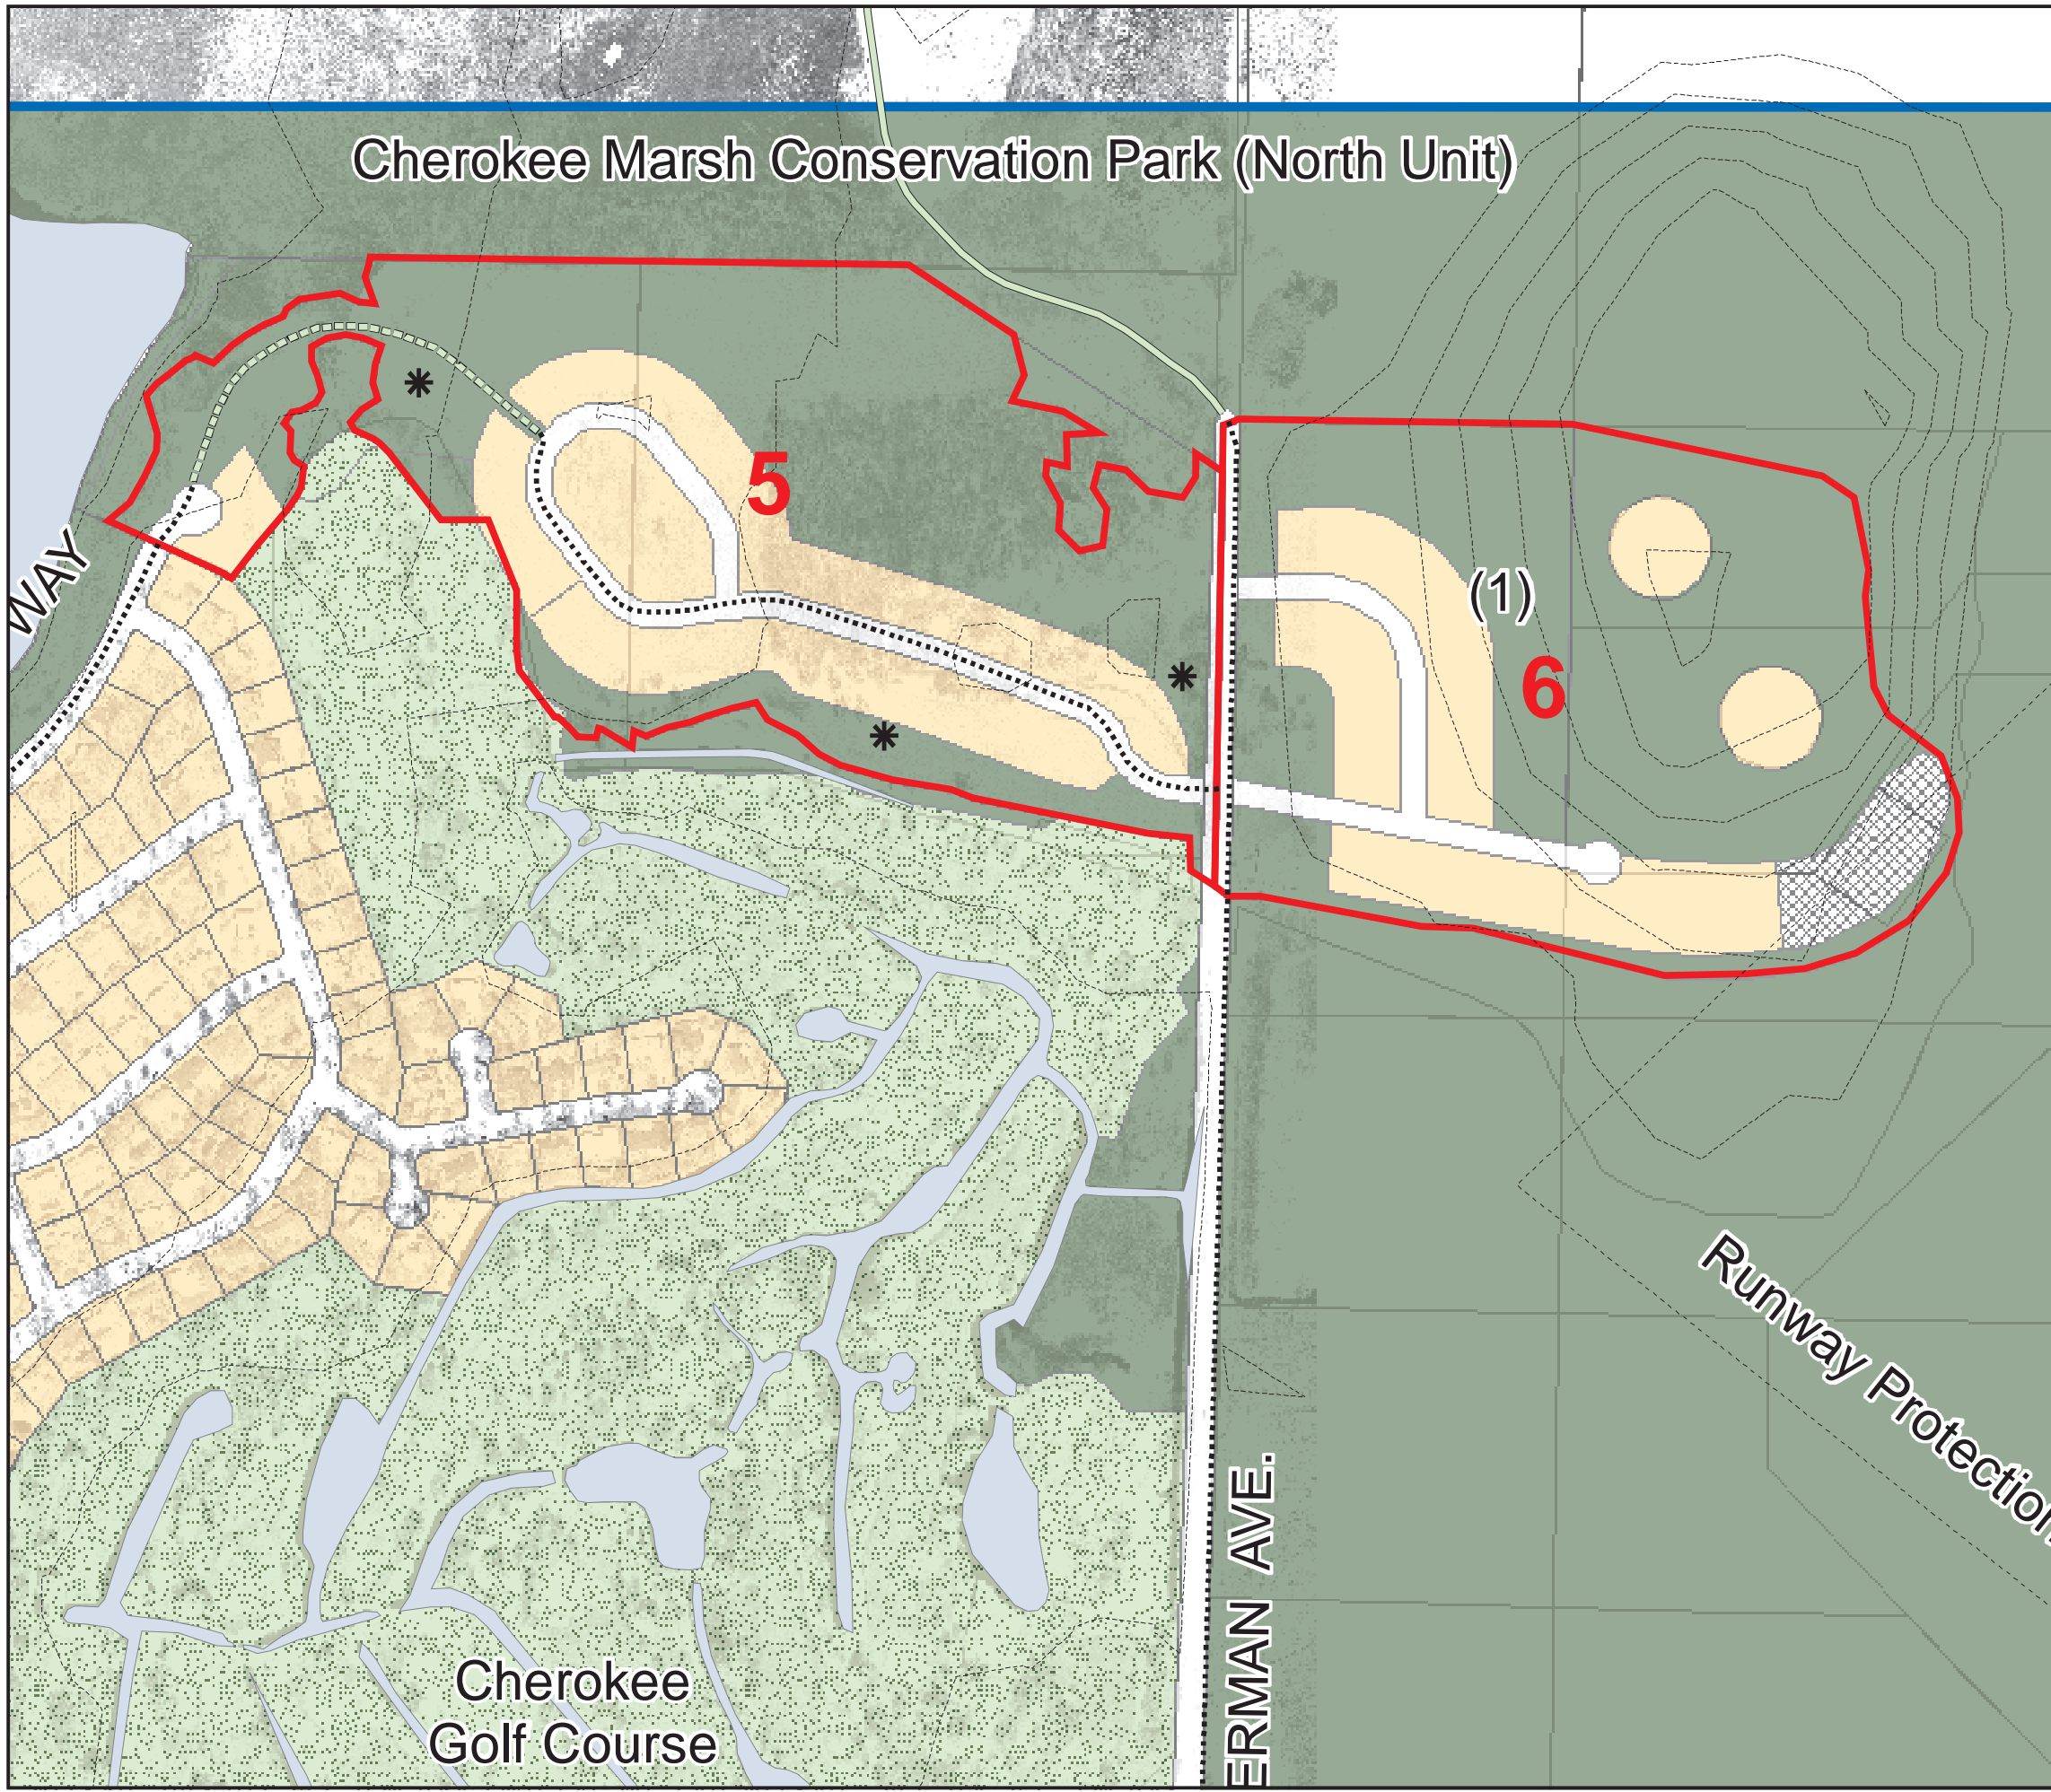 Cherokee Marsh Conservation Park (North Unit)
5
WAY
(1)
6
Runway Protection
ERMAN AVE.
Cherokee
Golf Course